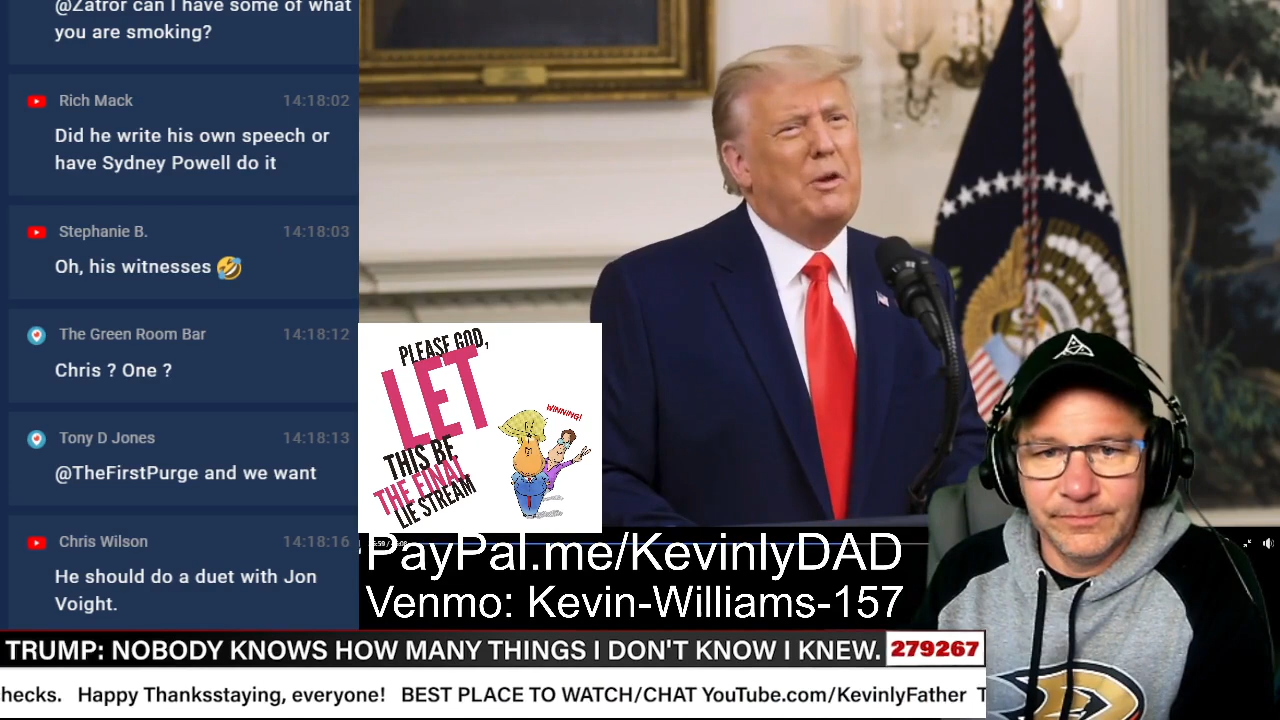 @Zatror can I have some of what
you are smoking?
Rich Mack 14:18:02
Did he write his own speech or
have Sydney Powell do it
Stephanie B. 14:18:03
Oh, his witnesses 🤣
The Green Room Bar 14:18:12
Chris ? One ?
Tony D Jones 14:18:13
@TheFirstPurge and we want
Chris Wilson 14:18:16
He should do a duet with Jon
Voight.
PLEASE GOD,
LET
THIS BE
THE FINAL
LIE STREAM
WINNING!
PayPal.me/KevinlyDAD
Venmo: Kevin-Williams-157
TRUMP: NOBODY KNOWS HOW MANY THINGS I DON'T KNOW I KNEW. 279267
hecks. Happy Thanksstaying, everyone! BEST PLACE TO WATCH/CHAT YouTube.com/KevinlyFather T